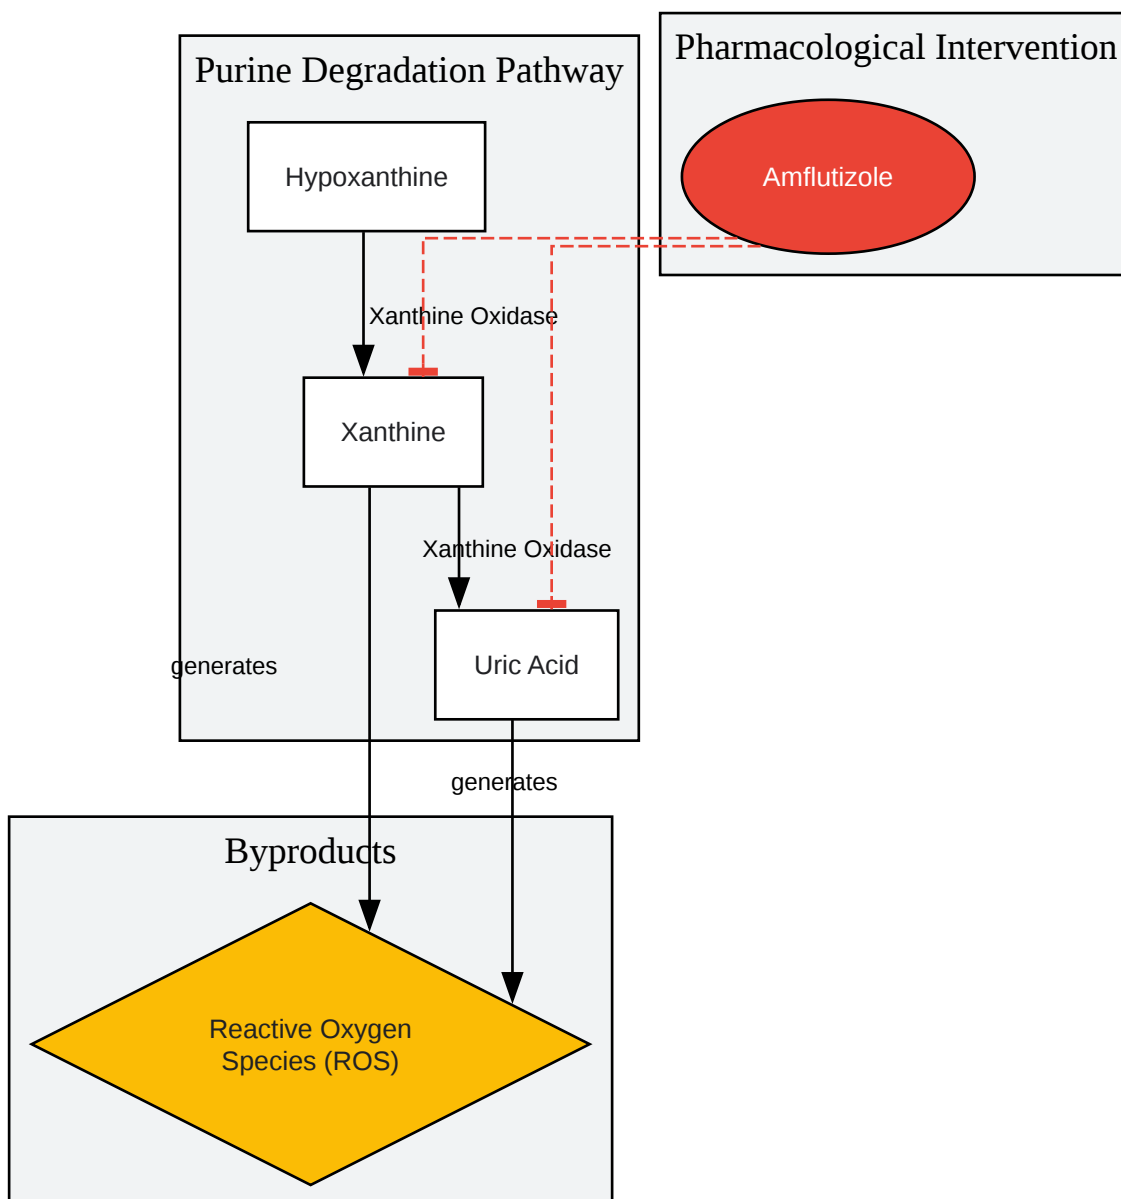 Pharmacological Intervention
Purine Degradation Pathway
Hypoxanthine
Amflutizole
Xanthine Oxidase
Xanthine
Xanthine Oxidase
generates
Uric Acid
generates
Byproducts
Reactive Oxygen
Species (ROS)